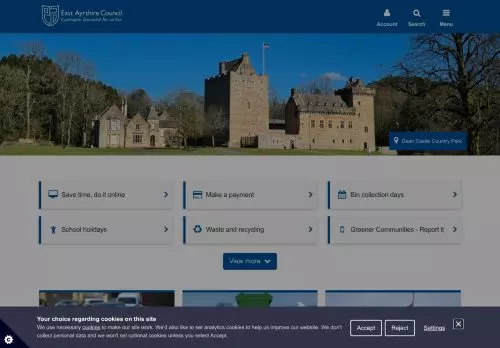 East Ayrshire Council
Comhairle Siorrachd Àir an Ear
Account
Search
Menu
Dean Castle Country Park
Save time, do it online
Make a payment
Bin collection days
School holidays
Waste and recycling
Greener Communities - Report it
View more
Your choice regarding cookies on this site
We use necessary cookies to make our site work. We'd also like to set analytics cookies to help us improve our website. We don't
collect personal data and we won't set optional cookies unless you select Accept.
Accept
Reject
Settings